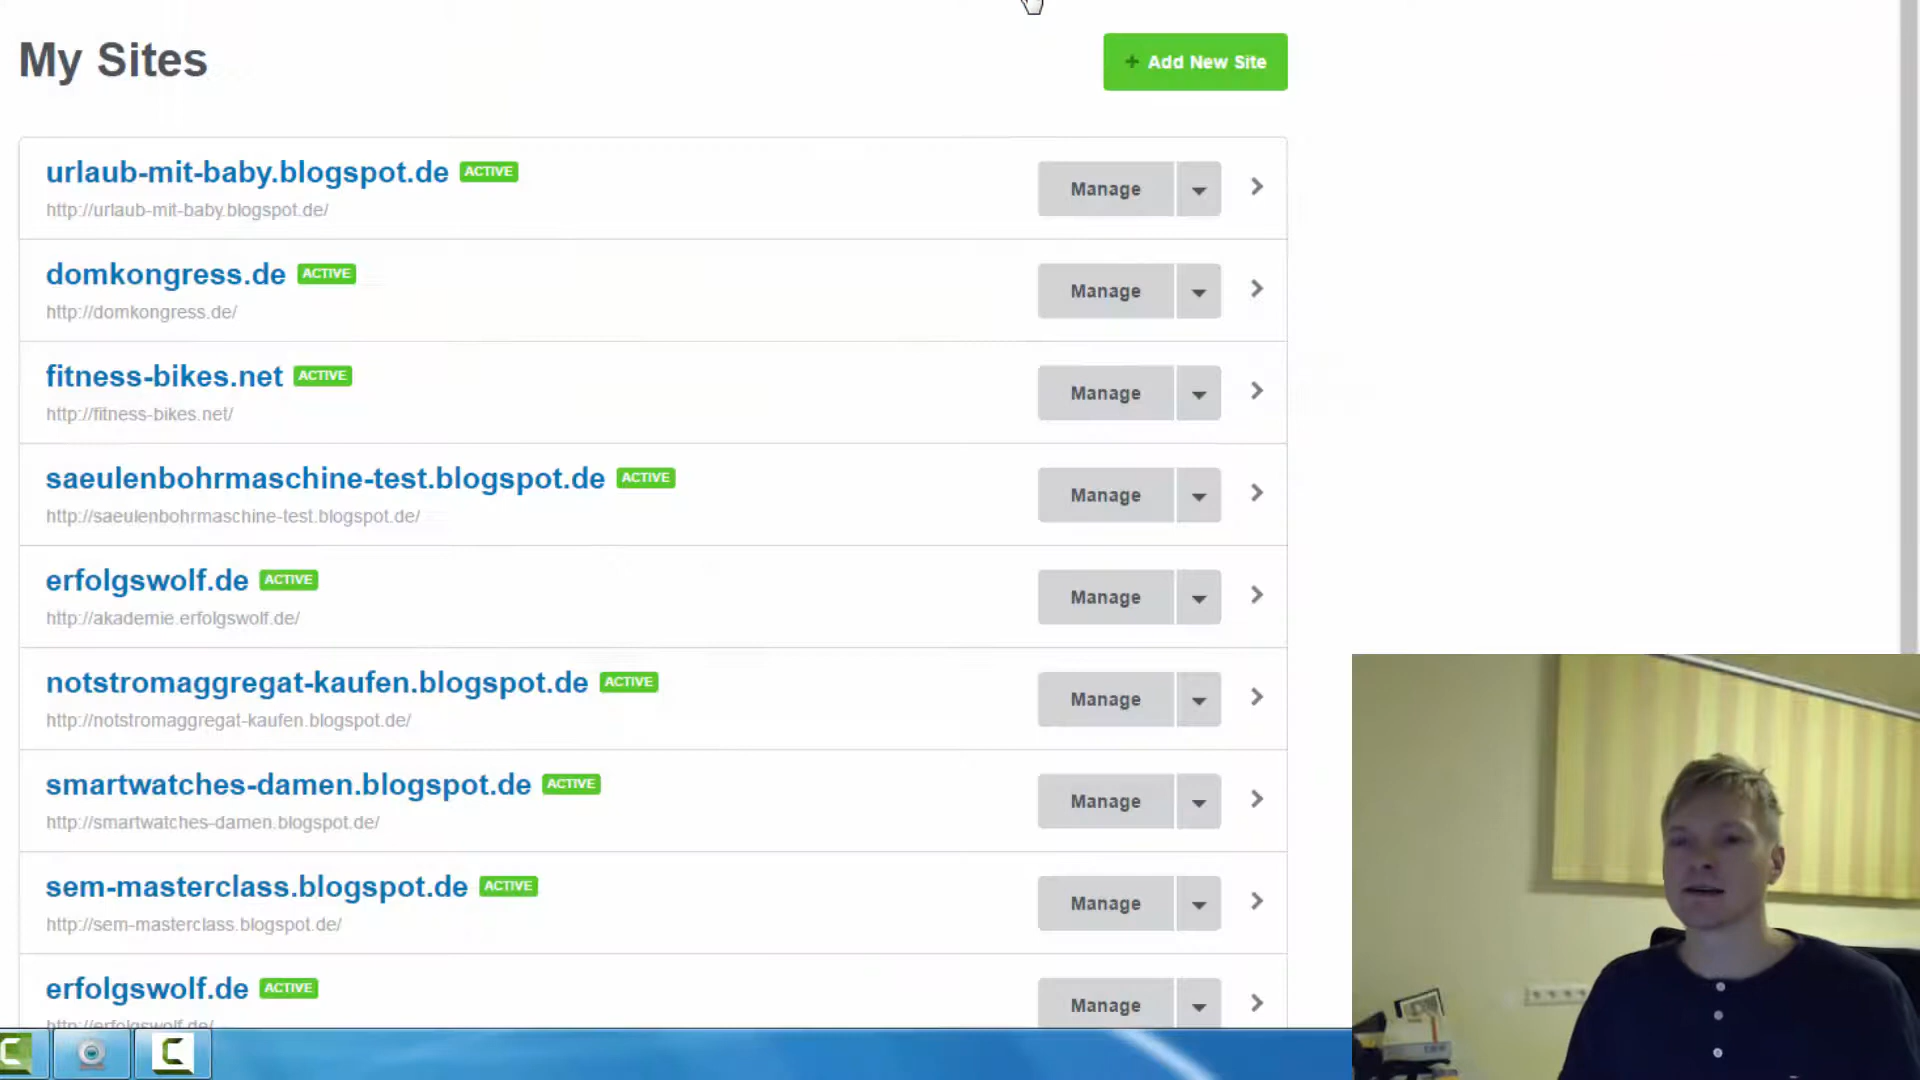 My Sites
+ Add New Site
urlaub-mit-baby.blogspot.de ACTIVE
http://urlaub-mit-baby.blogspot.de/
Manage
domkongress.de ACTIVE
http://domkongress.de/
Manage
fitness-bikes.net ACTIVE
http://fitness-bikes.net/
Manage
saeulenbohrmaschine-test.blogspot.de ACTIVE
http://saeulenbohrmaschine-test.blogspot.de/
Manage
erfolgswolf.de ACTIVE
http://akademie.erfolgswolf.de/
Manage
notstromaggregat-kaufen.blogspot.de ACTIVE
http://notstromaggregat-kaufen.blogspot.de/
Manage
smartwatches-damen.blogspot.de ACTIVE
http://smartwatches-damen.blogspot.de/
Manage
sem-masterclass.blogspot.de ACTIVE
http://sem-masterclass.blogspot.de/
Manage
erfolgswolf.de ACTIVE
http://erfolgswolf.de/
Manage